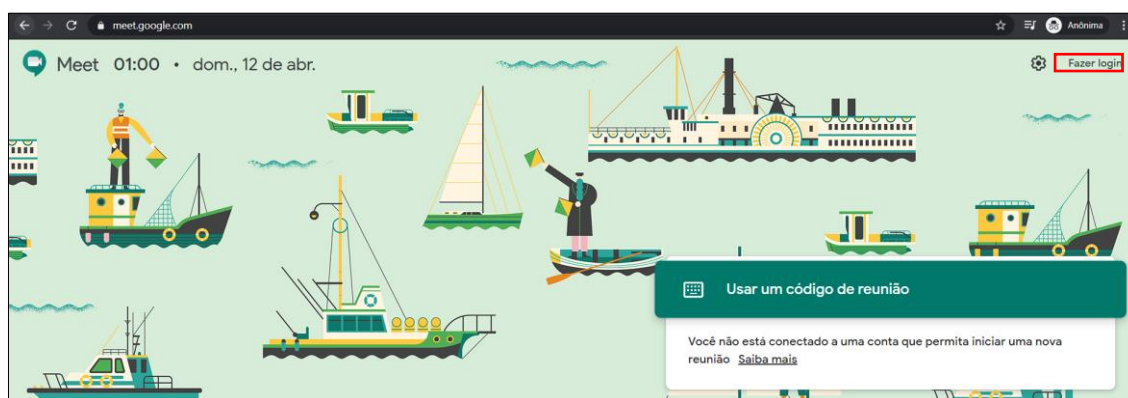 meet.google.com
Anônima
Meet 01:00 • dom., 12 de abr.
Fazer login
Usar um código de reunião
Você não está conectado a uma conta que permita iniciar uma nova
reunião Saiba mais